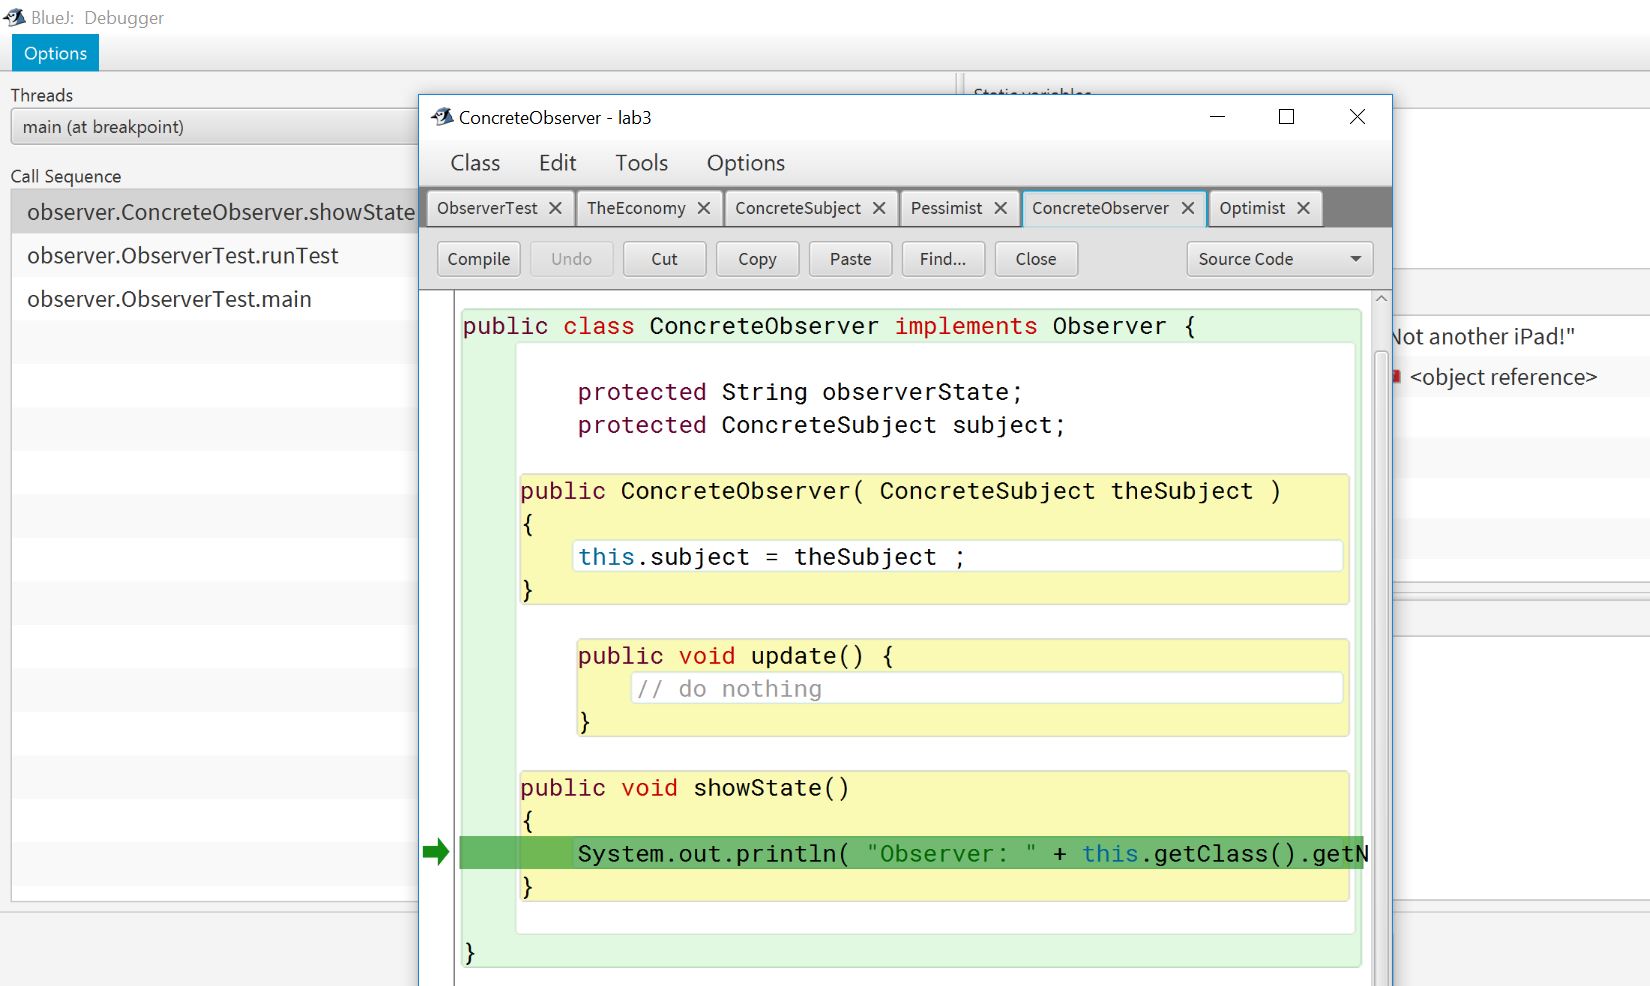 BlueJ: Debugger
Options
Threads
main (at breakpoint)
Call Sequence
observer.ConcreteObserver.showState
observer.ObserverTest.runTest
observer.ObserverTest.main
Static variables
ConcreteObserver - lab3
Class Edit Tools Options
ObserverTest TheEconomy ConcreteSubject Pessimist ConcreteObserver Optimist
Compile Undo Cut Copy Paste Find... Close Source Code
public class ConcreteObserver implements Observer {
protected String observerState;
protected ConcreteSubject subject;
public ConcreteObserver( ConcreteSubject theSubject )
{
this.subject = theSubject ;
}
public void update() {
// do nothing
}
public void showState()
{
System.out.println( "Observer: " + this.getClass().getN
}
}
Not another iPad!"
<object reference>